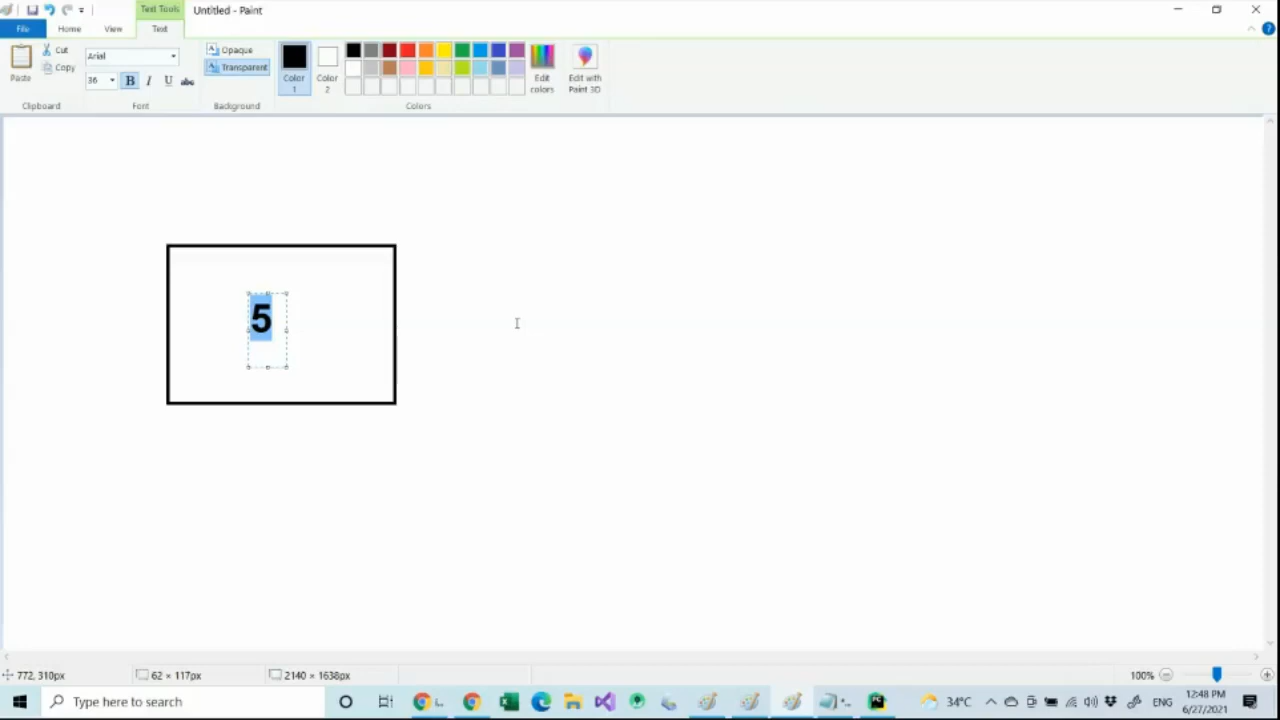 Text Tools Untitled - Paint
File Home View Text
Paste
Cut
Copy
Clipboard
Arial
36 B I U abc
Font
Opaque
Transparent
Background
Color 1
Color 2
Colors
Edit colors
Edit with Paint 3D
5
772, 310px 62 × 117px 2140 × 1638px 100%
Type here to search
34°C ENG 12:48 PM
6/27/2021